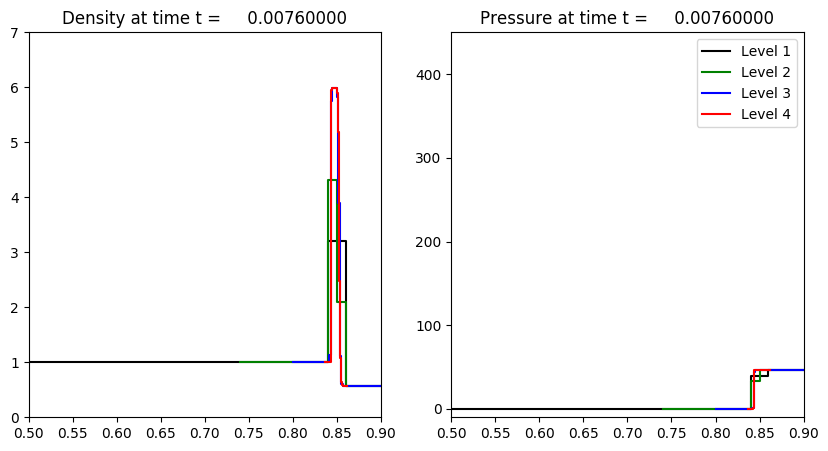 Density at time t = 0.00760000
7
6
5
4
3
2
1
0
0.50 0.55 0.60 0.65 0.70 0.75 0.80 0.85 0.90
Pressure at time t = 0.00760000
Level 1
Level 2
Level 3
Level 4
400
300
200
100
0
0.50 0.55 0.60 0.65 0.70 0.75 0.80 0.85 0.90